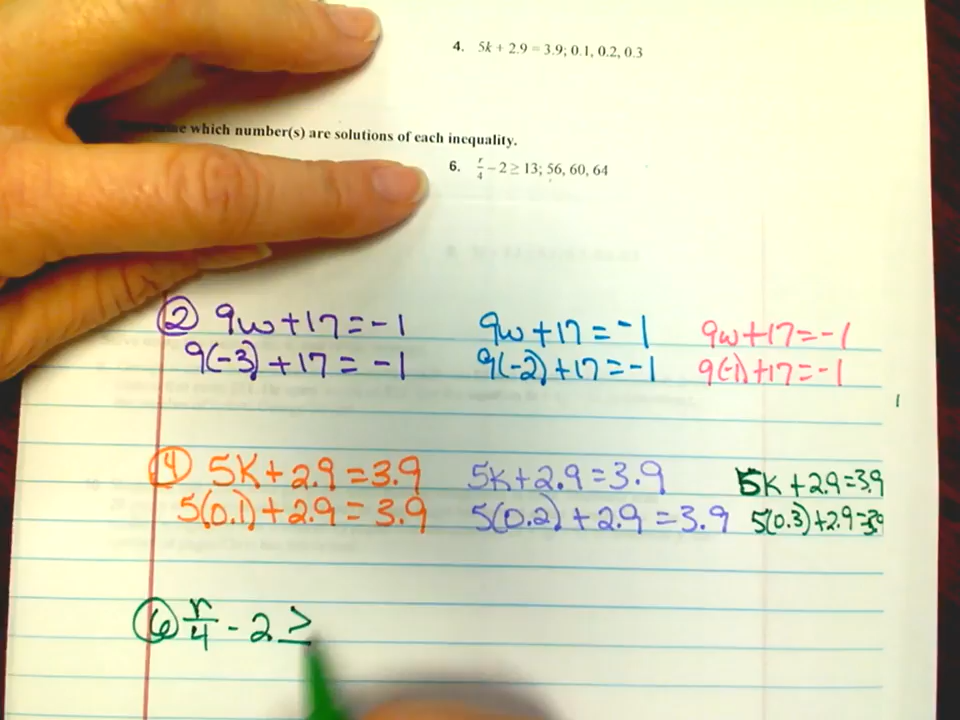 4. 5k + 2.9 = 3.9; 0.1, 0.2, 0.3
which number(s) are solutions of each inequality.
6. r/4 – 2 ≥ 13; 56, 60, 64
② 9w+17=-1 9w+17=-1 9w+17=-1
9(-3)+17=-1 9(-2)+17=-1 9(-1)+17=-1
④ 5K+2.9=3.9 5K+2.9=3.9 5K+2.9=3.9
5(0.1)+2.9=3.9 5(0.2)+2.9=3.9 5(0.3)+2.9=3.9
⑥ r/4 - 2 ≥